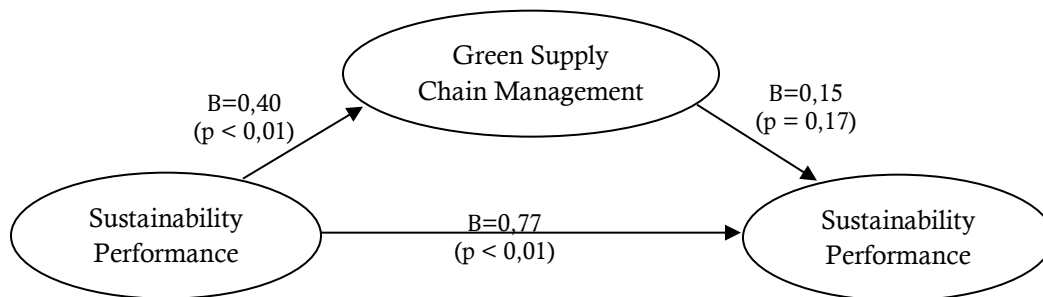 Green Supply
Chain Management
B=0,40
(p < 0,01)
B=0,15
(p = 0,17)
Sustainability
Performance
B=0,77
(p < 0,01)
Sustainability
Performance